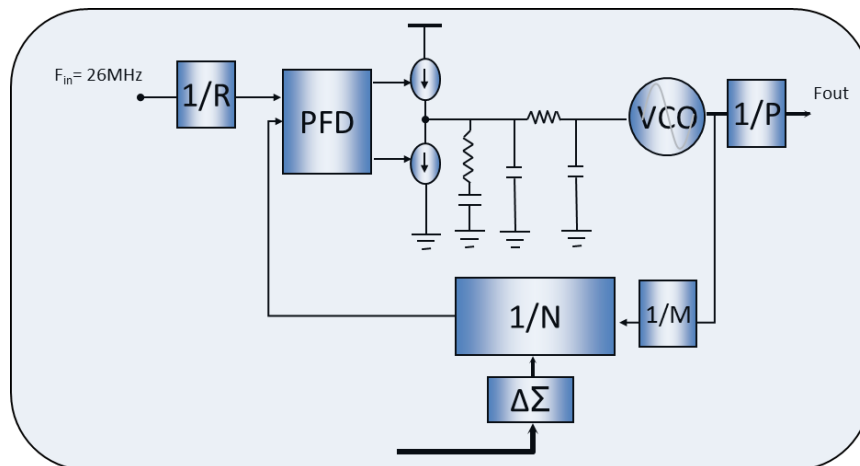 Fin= 26MHz
1/R
PFD
VCO
1/P
Fout
1/N
1/M
ΔΣ